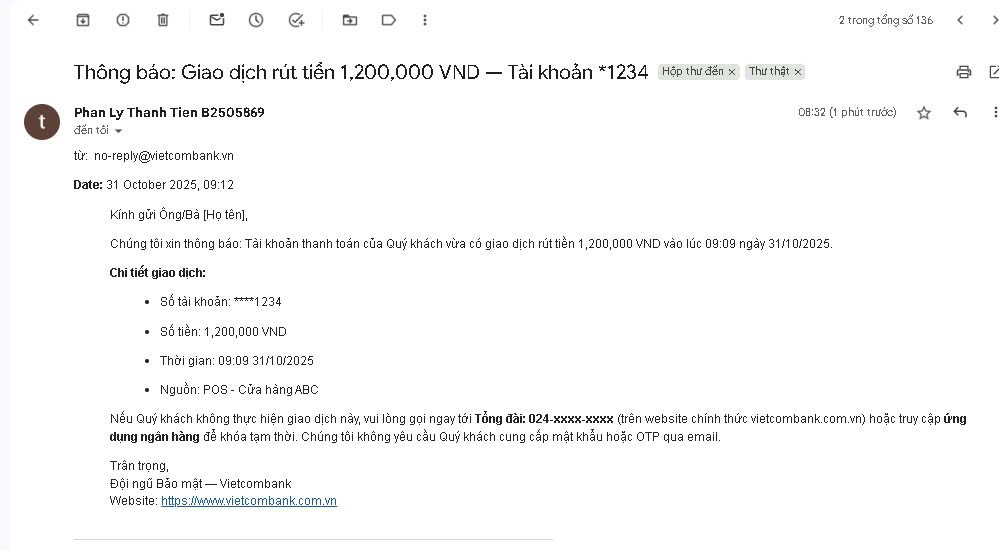 2 trong tổng số 136
Thông báo: Giao dịch rút tiền 1,200,000 VND — Tài khoản *1234 Hộp thư đến × Thư thật ×
t
Phan Ly Thanh Tien B2505869 08:32 (1 phút trước)
đến tôi
từ: no-reply@vietcombank.vn
Date: 31 October 2025, 09:12
Kính gửi Ông/Bà [Họ tên],
Chúng tôi xin thông báo: Tài khoản thanh toán của Quý khách vừa có giao dịch rút tiền 1,200,000 VND vào lúc 09:09 ngày 31/10/2025.
Chi tiết giao dịch:
• Số tài khoản: ****1234
• Số tiền: 1,200,000 VND
• Thời gian: 09:09 31/10/2025
• Nguồn: POS - Cửa hàng ABC
Nếu Quý khách không thực hiện giao dịch này, vui lòng gọi ngay tới Tổng đài: 024-xxxx-xxxx (trên website chính thức vietcombank.com.vn) hoặc truy cập ứng
dụng ngân hàng để khóa tạm thời. Chúng tôi không yêu cầu Quý khách cung cấp mật khẩu hoặc OTP qua email.
Trân trọng,
Đội ngũ Bảo mật — Vietcombank
Website: https://www.vietcombank.com.vn